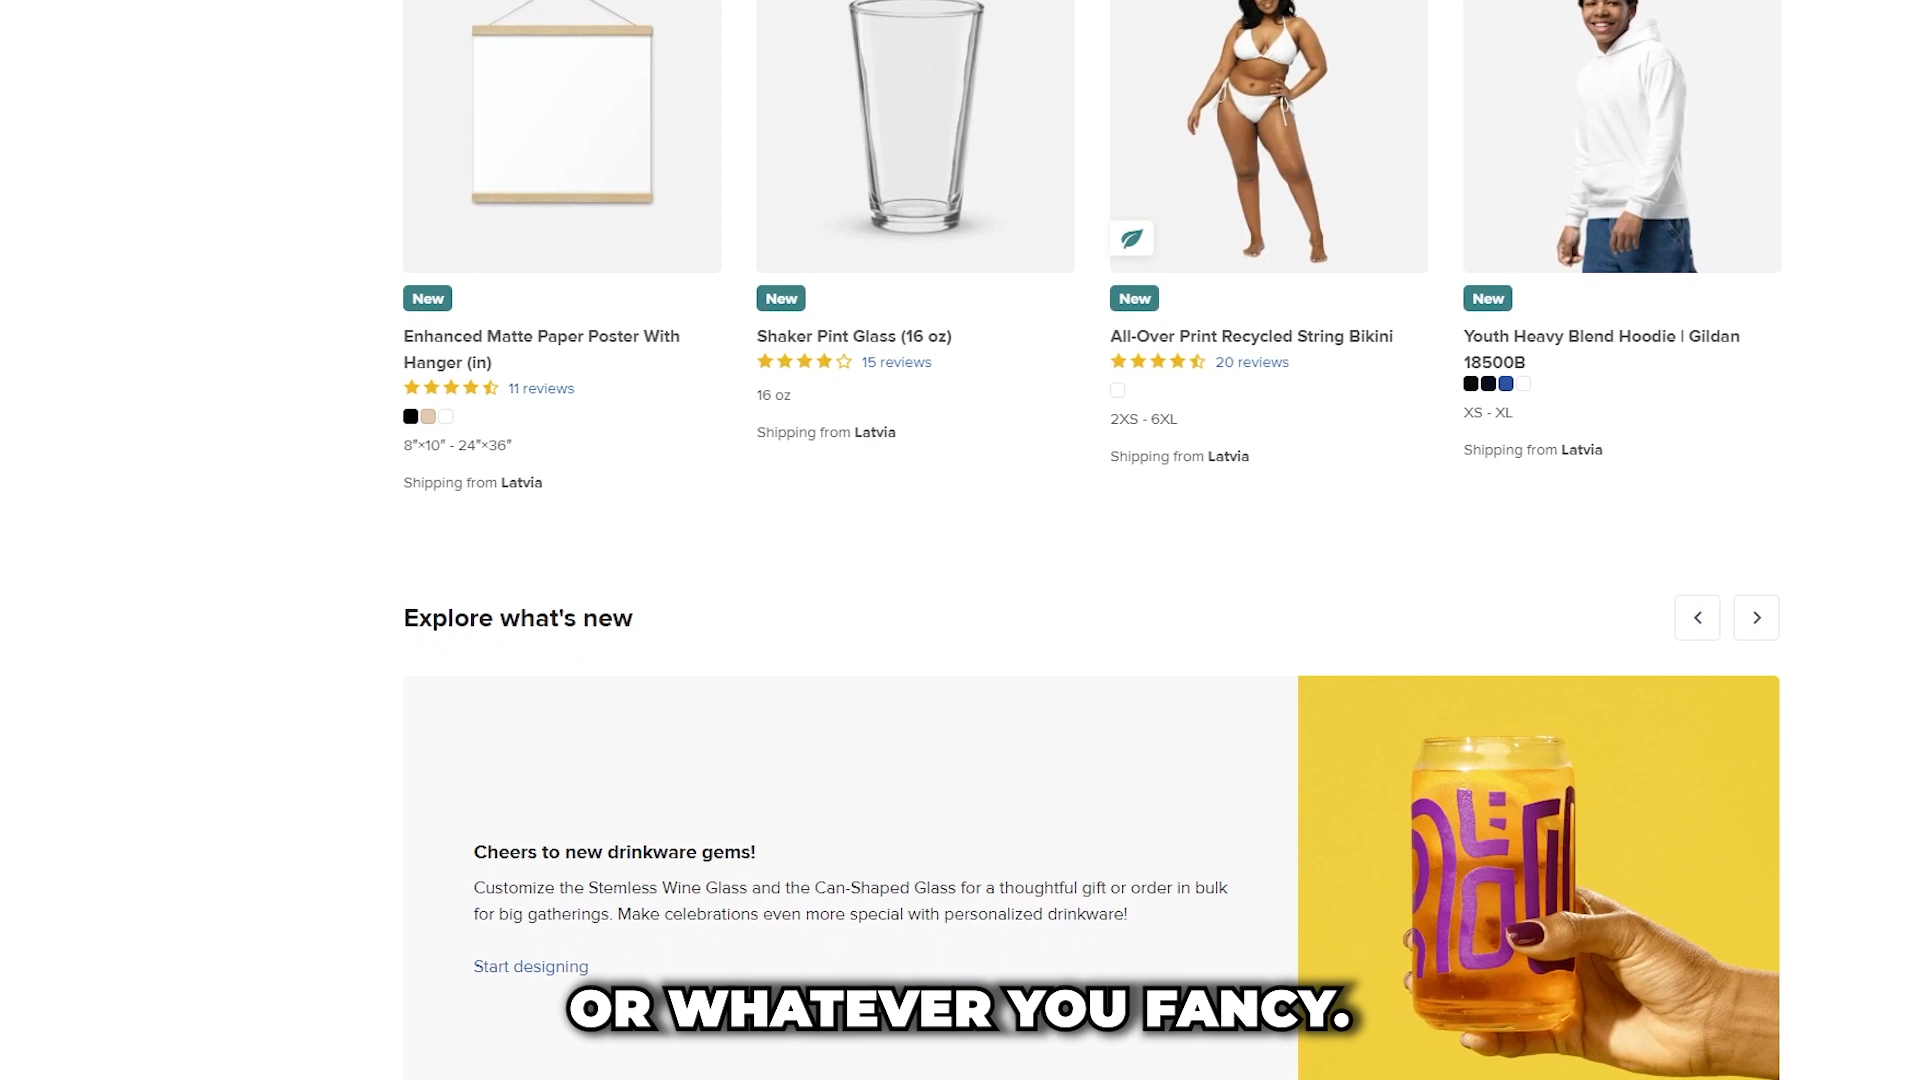 New
Enhanced Matte Paper Poster With
Hanger (in)
11 reviews
8″×10″ - 24″×36″
Shipping from Latvia
New
Shaker Pint Glass (16 oz)
15 reviews
16 oz
Shipping from Latvia
New
All-Over Print Recycled String Bikini
20 reviews
2XS - 6XL
Shipping from Latvia
New
Youth Heavy Blend Hoodie | Gildan
18500B
XS - XL
Shipping from Latvia
Explore what's new
Cheers to new drinkware gems!
Customize the Stemless Wine Glass and the Can-Shaped Glass for a thoughtful gift or order in bulk
for big gatherings. Make celebrations even more special with personalized drinkware!
Start designing
OR WHATEVER YOU FANCY.